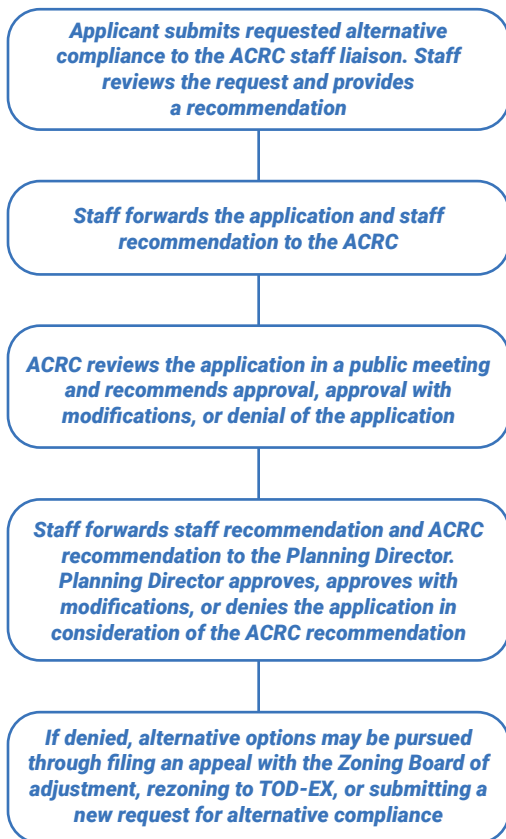 Applicant submits requested alternative
compliance to the ACRC staff liaison. Staff
reviews the request and provides
a recommendation
Staff forwards the application and staff
recommendation to the ACRC
ACRC reviews the application in a public meeting
and recommends approval, approval with
modifications, or denial of the application
Staff forwards staff recommendation and ACRC
recommendation to the Planning Director.
Planning Director approves, approves with
modifications, or denies the application in
consideration of the ACRC recommendation
If denied, alternative options may be pursued
through filing an appeal with the Zoning Board of
adjustment, rezoning to TOD-EX, or submitting a
new request for alternative compliance